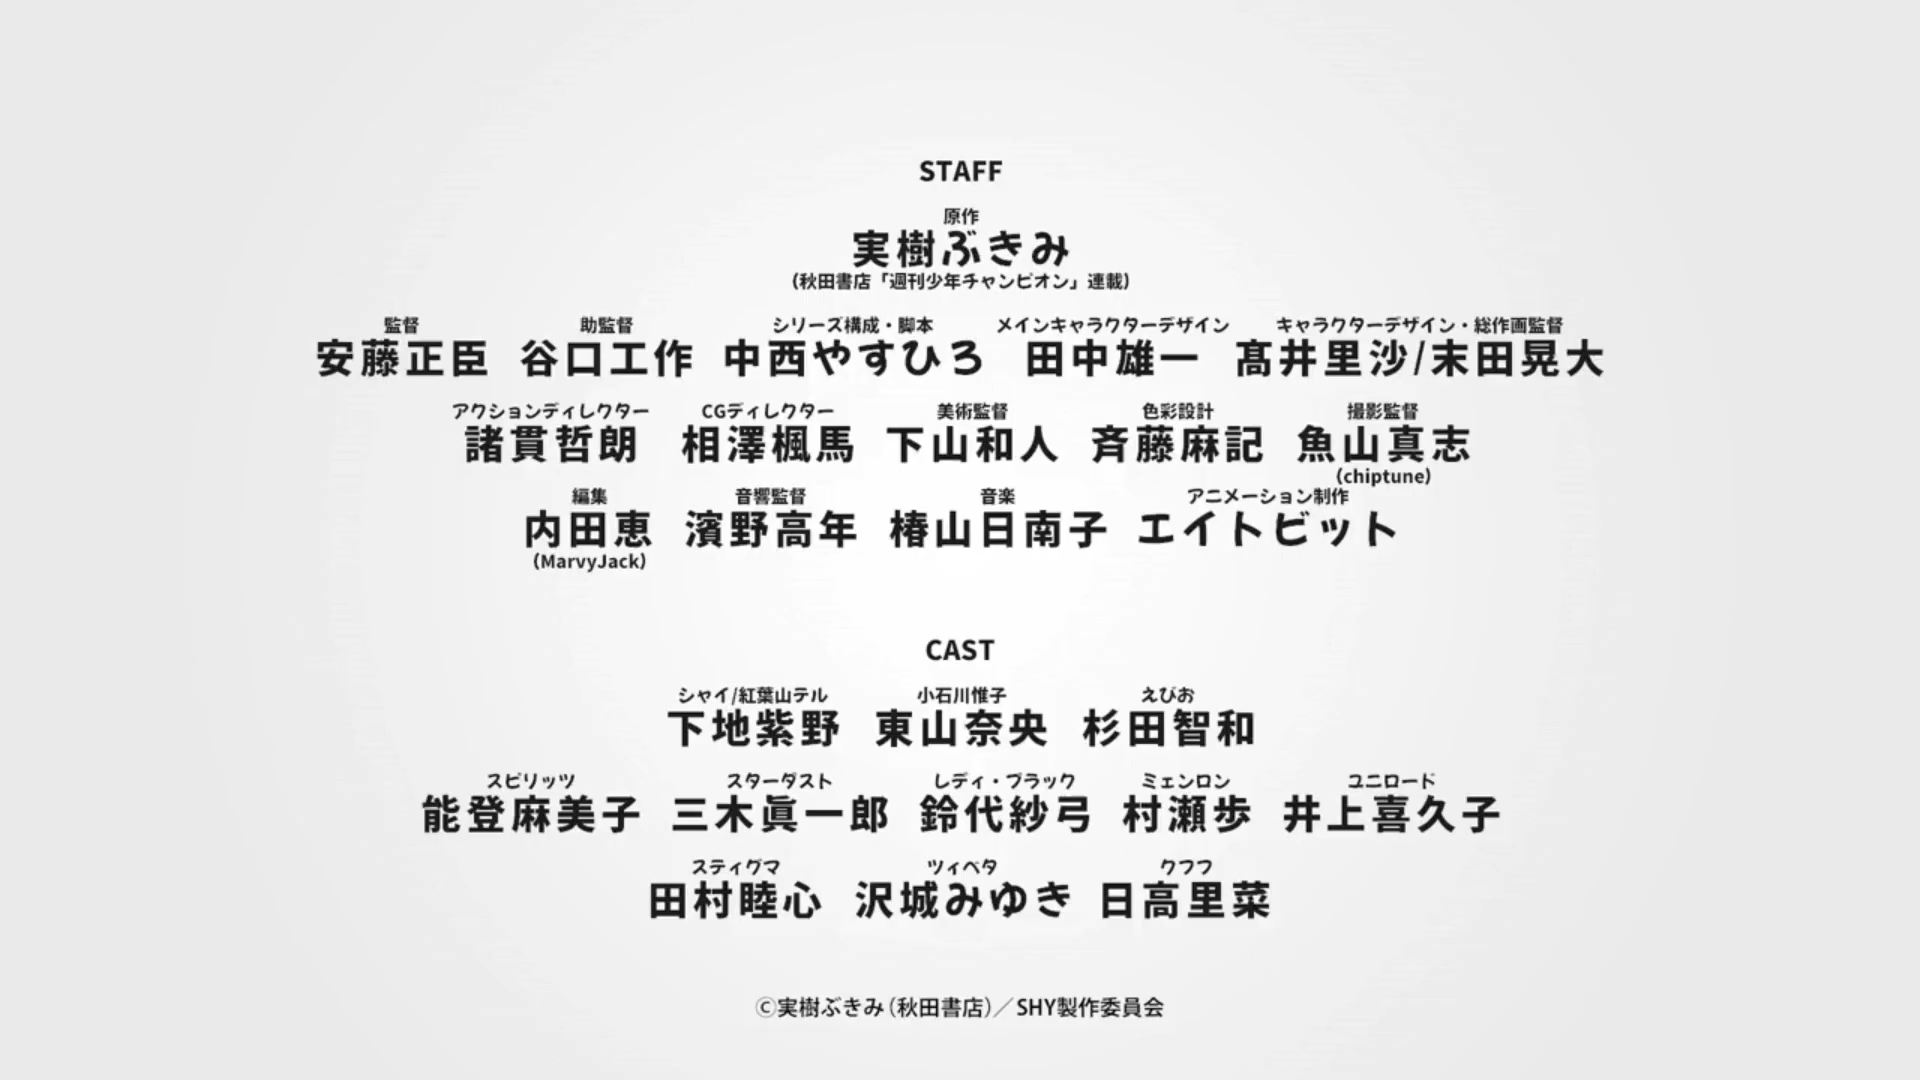 STAFF
原作
実樹ぶきみ
(秋田書店「週刊少年チャンピオン」連載)
監督 助監督 シリーズ構成・脚本 メインキャラクターデザイン キャラクターデザイン・総作画監督
安藤正臣 谷口工作 中西やすひろ 田中雄一 髙井里沙/末田晃大
アクションディレクター CGディレクター 美術監督 色彩設計 撮影監督
諸貫哲朗 相澤楓馬 下山和人 斉藤麻記 魚山真志
(chiptune)
編集 音響監督 音楽 アニメーション制作
内田恵 濱野高年 椿山日南子 エイトビット
(MarvyJack)
CAST
シャイ/紅葉山テル 小石川惟子 えびお
下地紫野 東山奈央 杉田智和
スピリッツ スターダスト レディ・ブラック ミェンロン ユニロード
能登麻美子 三木眞一郎 鈴代紗弓 村瀬歩 井上喜久子
スティグマ ツィベタ クフフ
田村睦心 沢城みゆき 日高里菜
©実樹ぶきみ(秋田書店)／SHY製作委員会